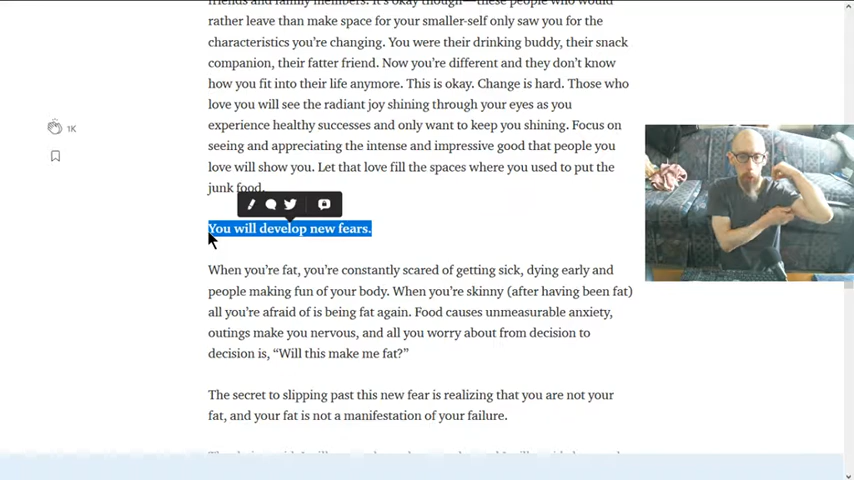 friends and family members. It's okay though—these people who would
rather leave than make space for your smaller-self only saw you for the
characteristics you're changing. You were their drinking buddy, their snack
companion, their fatter friend. Now you're different and they don't know
how you fit into their life anymore. This is okay. Change is hard. Those who
love you will see the radiant joy shining through your eyes as you
experience healthy successes and only want to keep you shining. Focus on
seeing and appreciating the intense and impressive good that people you
love will show you. Let that love fill the spaces where you used to put the
junk food.
1K
You will develop new fears.
When you're fat, you're constantly scared of getting sick, dying early and
people making fun of your body. When you're skinny (after having been fat)
all you're afraid of is being fat again. Food causes unmeasurable anxiety,
outings make you nervous, and all you worry about from decision to
decision is, “Will this make me fat?”
The secret to slipping past this new fear is realizing that you are not your
fat, and your fat is not a manifestation of your failure.